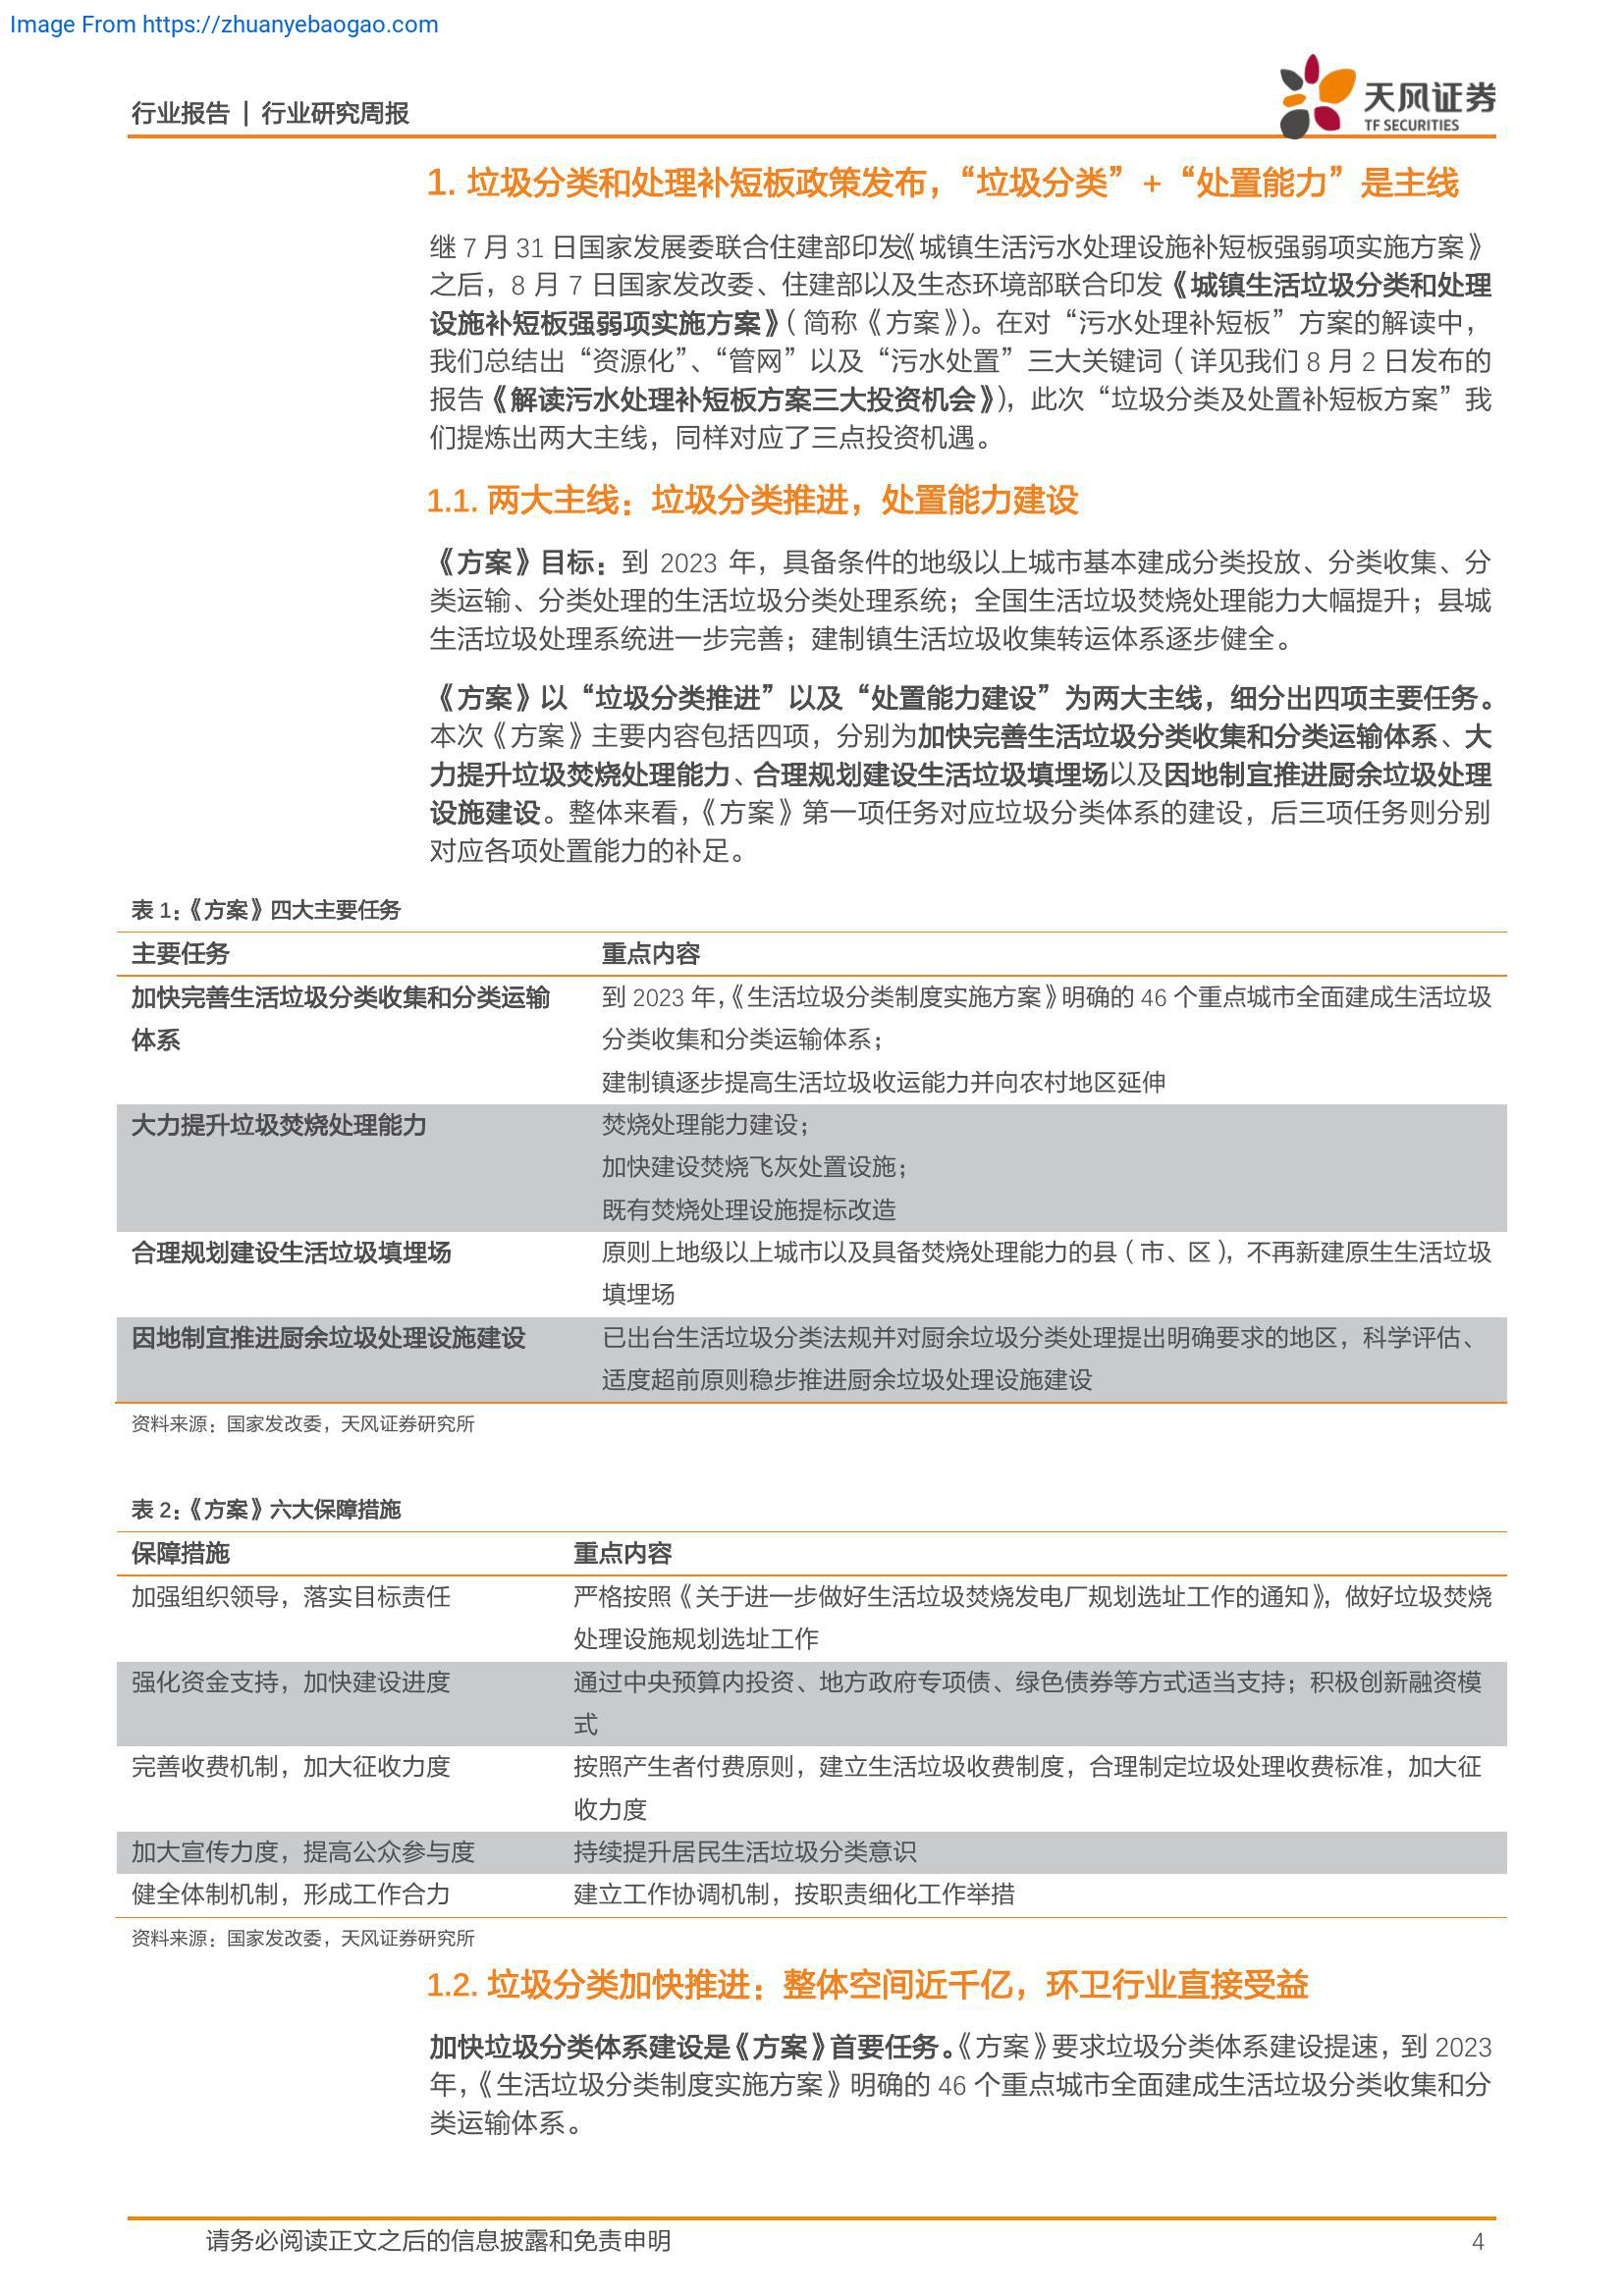 Image From https://zhuanyebaogao.com
行业报告 | 行业研究周报
天风证券
TF SECURITIES
1. 垃圾分类和处理补短板政策发布，“垃圾分类”+“处置能力”是主线
继 7 月 31 日国家发展委联合住建部印发《城镇生活污水处理设施补短板强弱项实施方案》
之后，8 月 7 日国家发改委、住建部以及生态环境部联合印发《城镇生活垃圾分类和处理
设施补短板强弱项实施方案》（简称《方案》）。在对“污水处理补短板”方案的解读中，
我们总结出“资源化”、“管网”以及“污水处置”三大关键词（详见我们 8 月 2 日发布的
报告《解读污水处理补短板方案三大投资机会》），此次“垃圾分类及处置补短板方案”我
们提炼出两大主线，同样对应了三点投资机遇。
1.1. 两大主线：垃圾分类推进，处置能力建设
《方案》目标：到 2023 年，具备条件的地级以上城市基本建成分类投放、分类收集、分
类运输、分类处理的生活垃圾分类处理系统；全国生活垃圾焚烧处理能力大幅提升；县城
生活垃圾处理系统进一步完善；建制镇生活垃圾收集转运体系逐步健全。
《方案》以“垃圾分类推进”以及“处置能力建设”为两大主线，细分出四项主要任务。
本次《方案》主要内容包括四项，分别为加快完善生活垃圾分类收集和分类运输体系、大
力提升垃圾焚烧处理能力、合理规划建设生活垃圾填埋场以及因地制宜推进厨余垃圾处理
设施建设。整体来看，《方案》第一项任务对应垃圾分类体系的建设，后三项任务则分别
对应各项处置能力的补足。
表 1：《方案》四大主要任务
主要任务 重点内容
加快完善生活垃圾分类收集和分类运输 到 2023 年，《生活垃圾分类制度实施方案》明确的 46 个重点城市全面建成生活垃圾
体系 分类收集和分类运输体系；
建制镇逐步提高生活垃圾收运能力并向农村地区延伸
大力提升垃圾焚烧处理能力 焚烧处理能力建设；
加快建设焚烧飞灰处置设施；
既有焚烧处理设施提标改造
合理规划建设生活垃圾填埋场 原则上地级以上城市以及具备焚烧处理能力的县（市、区），不再新建原生生活垃圾
填埋场
因地制宜推进厨余垃圾处理设施建设 已出台生活垃圾分类法规并对厨余垃圾分类处理提出明确要求的地区，科学评估、
适度超前原则稳步推进厨余垃圾处理设施建设
资料来源：国家发改委，天风证券研究所
表 2：《方案》六大保障措施
保障措施 重点内容
加强组织领导，落实目标责任 严格按照《关于进一步做好生活垃圾焚烧发电厂规划选址工作的通知》，做好垃圾焚烧
处理设施规划选址工作
强化资金支持，加快建设进度 通过中央预算内投资、地方政府专项债、绿色债券等方式适当支持；积极创新融资模
式
完善收费机制，加大征收力度 按照产生者付费原则，建立生活垃圾收费制度，合理制定垃圾处理收费标准，加大征
收力度
加大宣传力度，提高公众参与度 持续提升居民生活垃圾分类意识
健全体制机制，形成工作合力 建立工作协调机制，按职责细化工作举措
资料来源：国家发改委，天风证券研究所
1.2. 垃圾分类加快推进：整体空间近千亿，环卫行业直接受益
加快垃圾分类体系建设是《方案》首要任务。《方案》要求垃圾分类体系建设提速，到 2023
年，《生活垃圾分类制度实施方案》明确的 46 个重点城市全面建成生活垃圾分类收集和分
类运输体系。
请务必阅读正文之后的信息披露和免责申明 4